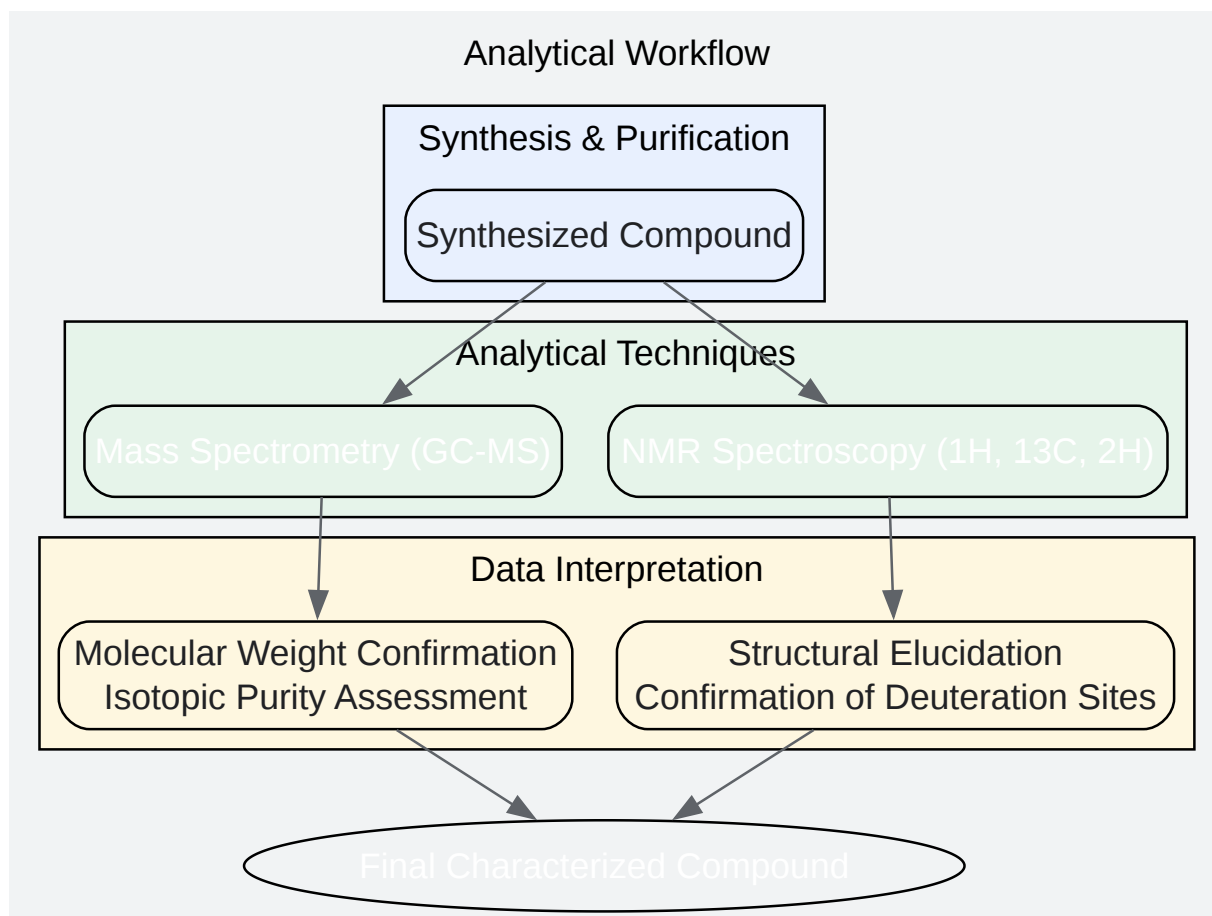 Analytical Workflow
Synthesis & Purification
Synthesized Compound
Analytical Techniques
Mass Spectrometry (GC-MS)
NMR Spectroscopy (1H, 13C, 2H)
Data Interpretation
Molecular Weight Confirmation
Isotopic Purity Assessment
Structural Elucidation
Confirmation of Deuteration Sites
Final Characterized Compound